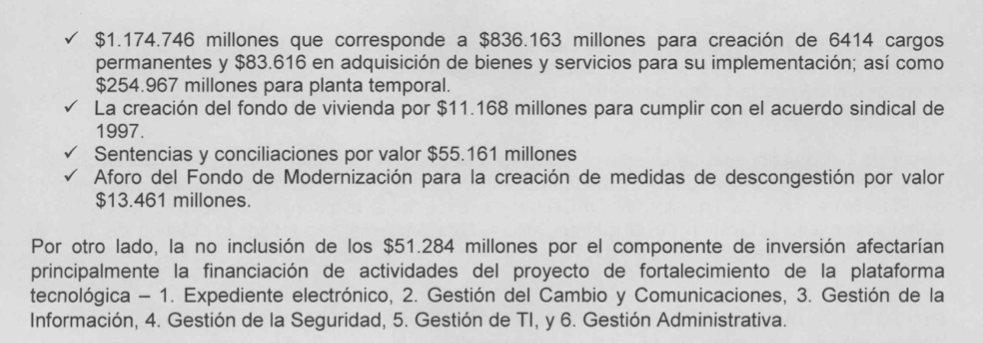 ✓ $1.174.746 millones que corresponde a $836.163 millones para creación de 6414 cargos
permanentes y $83.616 en adquisición de bienes y servicios para su implementación; así como
$254.967 millones para planta temporal.
✓ La creación del fondo de vivienda por $11.168 millones para cumplir con el acuerdo sindical de
1997.
✓ Sentencias y conciliaciones por valor $55.161 millones
✓ Aforo del Fondo de Modernización para la creación de medidas de descongestión por valor
$13.461 millones.
Por otro lado, la no inclusión de los $51.284 millones por el componente de inversión afectarían
principalmente la financiación de actividades del proyecto de fortalecimiento de la plataforma
tecnológica – 1. Expediente electrónico, 2. Gestión del Cambio y Comunicaciones, 3. Gestión de la
Información, 4. Gestión de la Seguridad, 5. Gestión de TI, y 6. Gestión Administrativa.